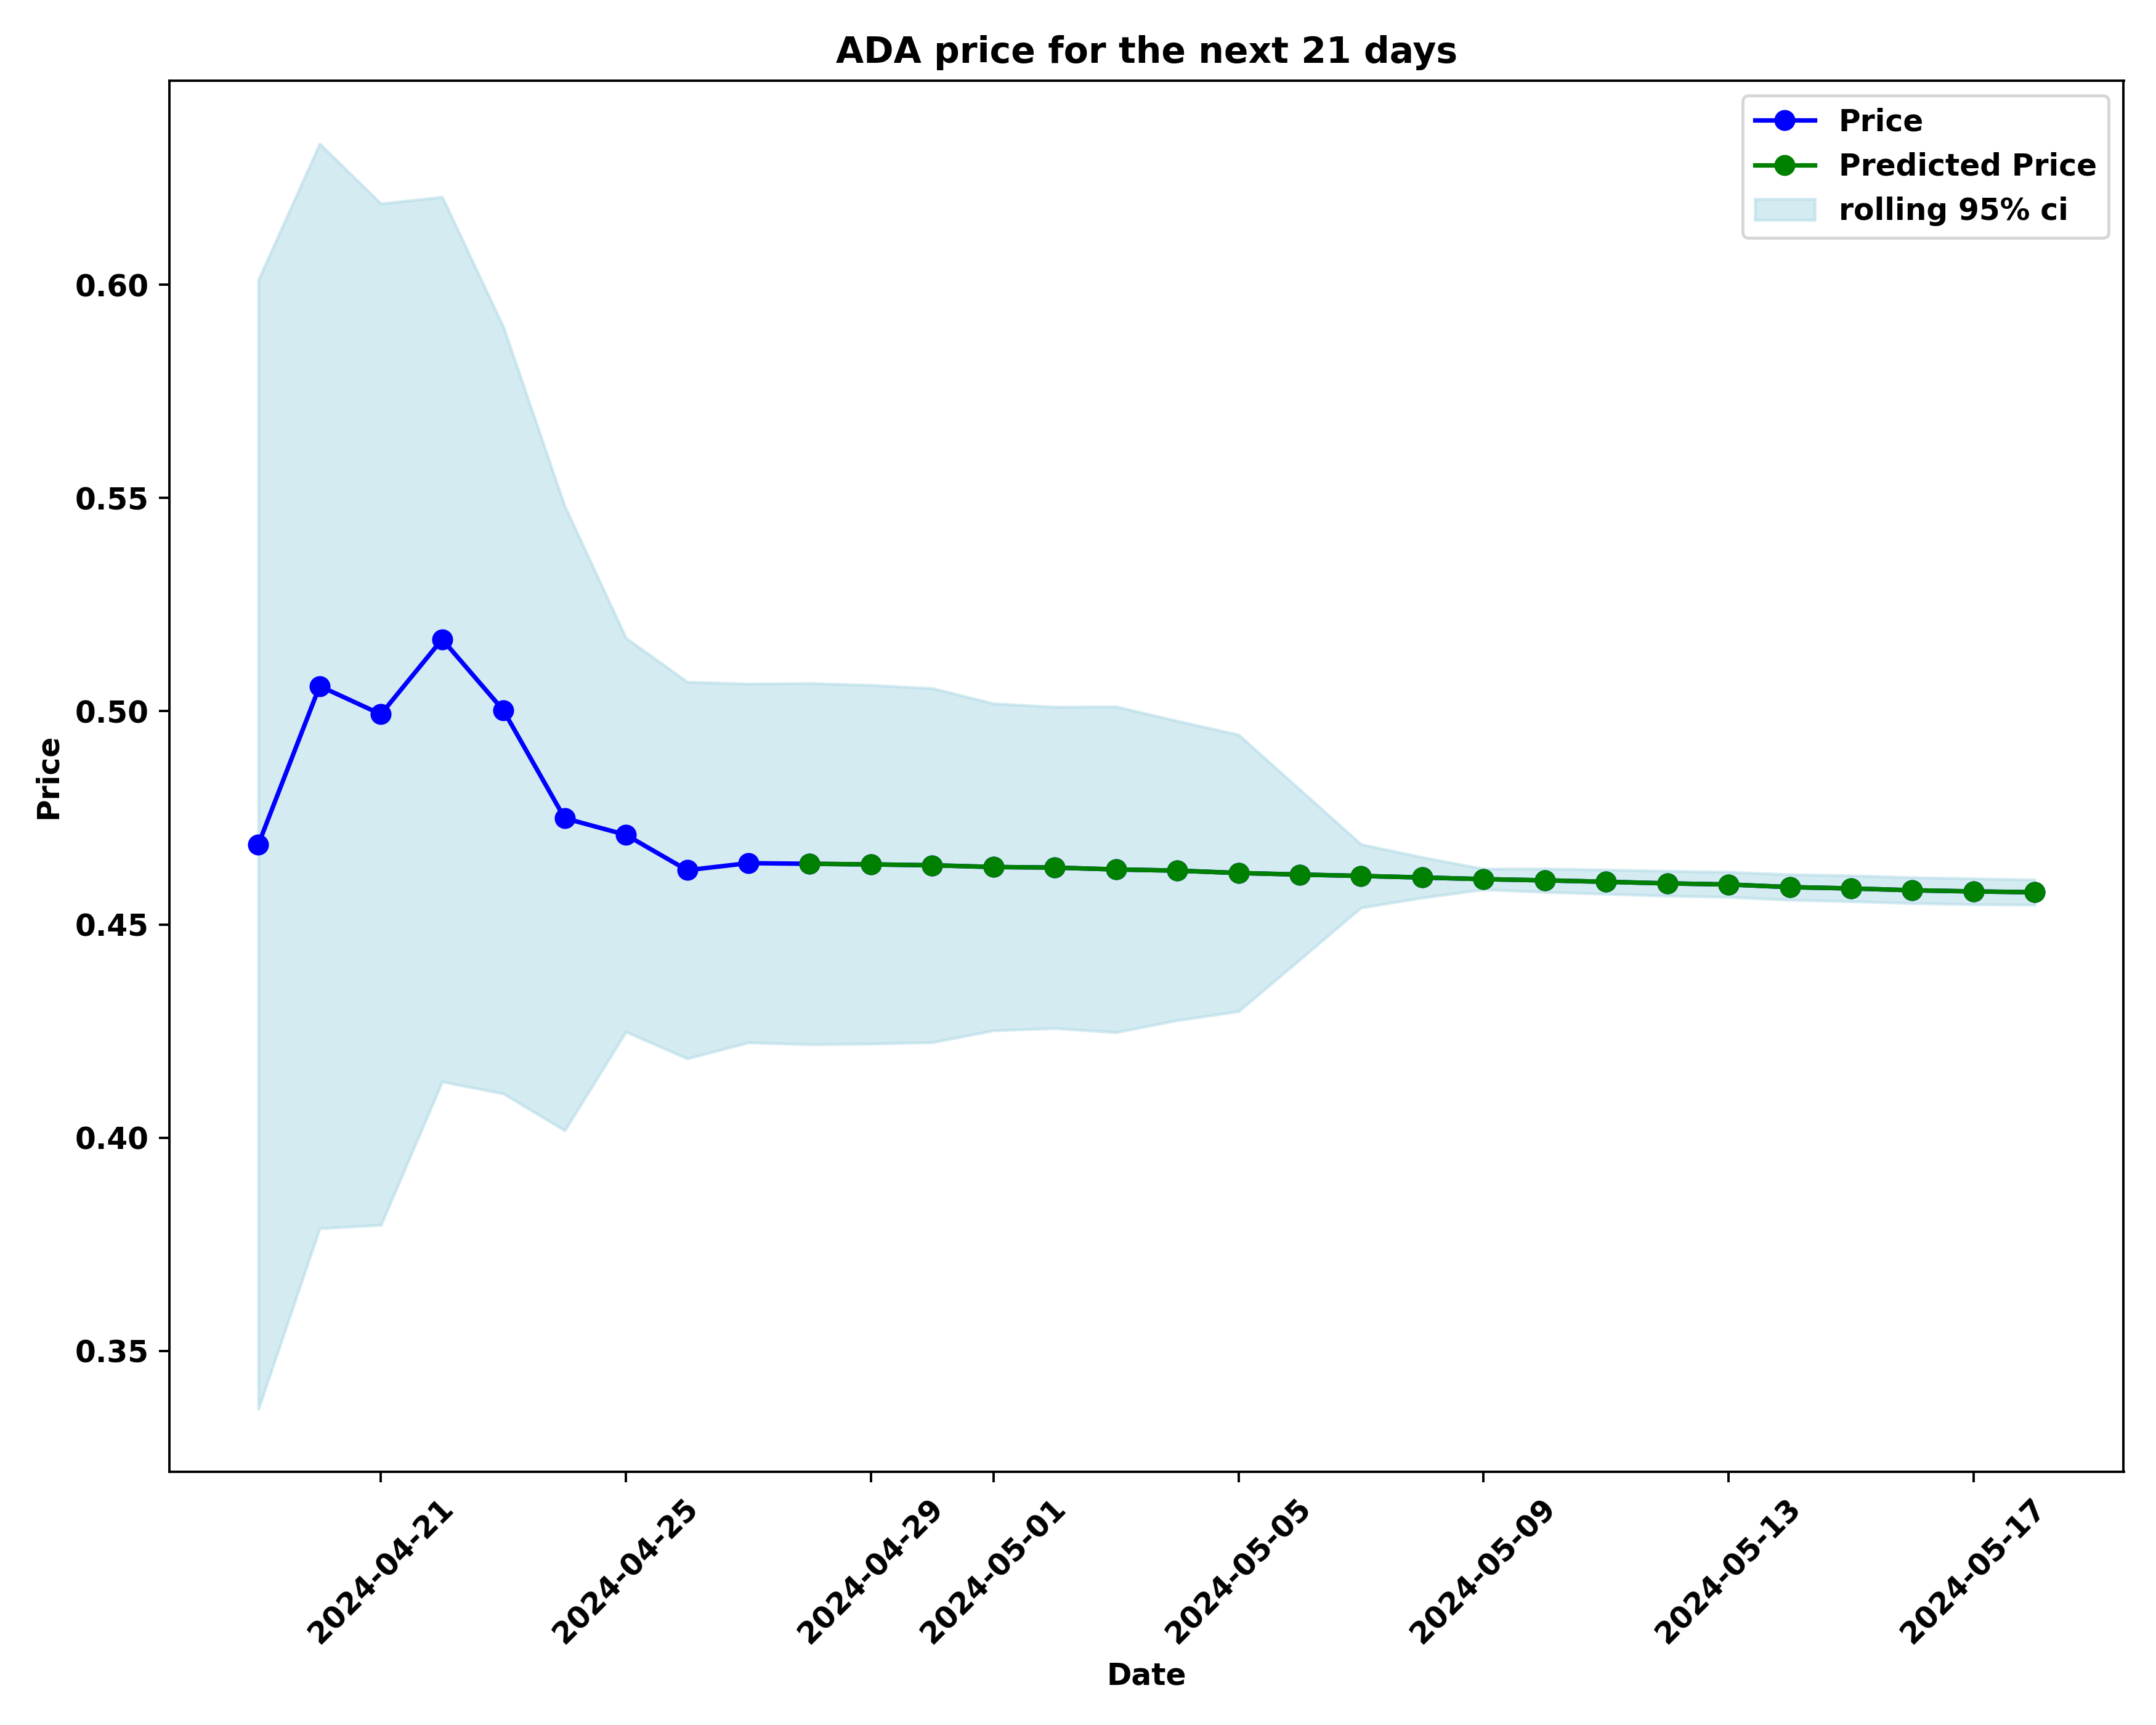 ADA price for the next 21 days
Price
Predicted Price
rolling 95% ci
0.60
0.55
0.50
0.45
0.40
0.35
Price
2024-04-21
2024-04-25
2024-04-29
2024-05-01
2024-05-05
2024-05-09
2024-05-13
2024-05-17
Date